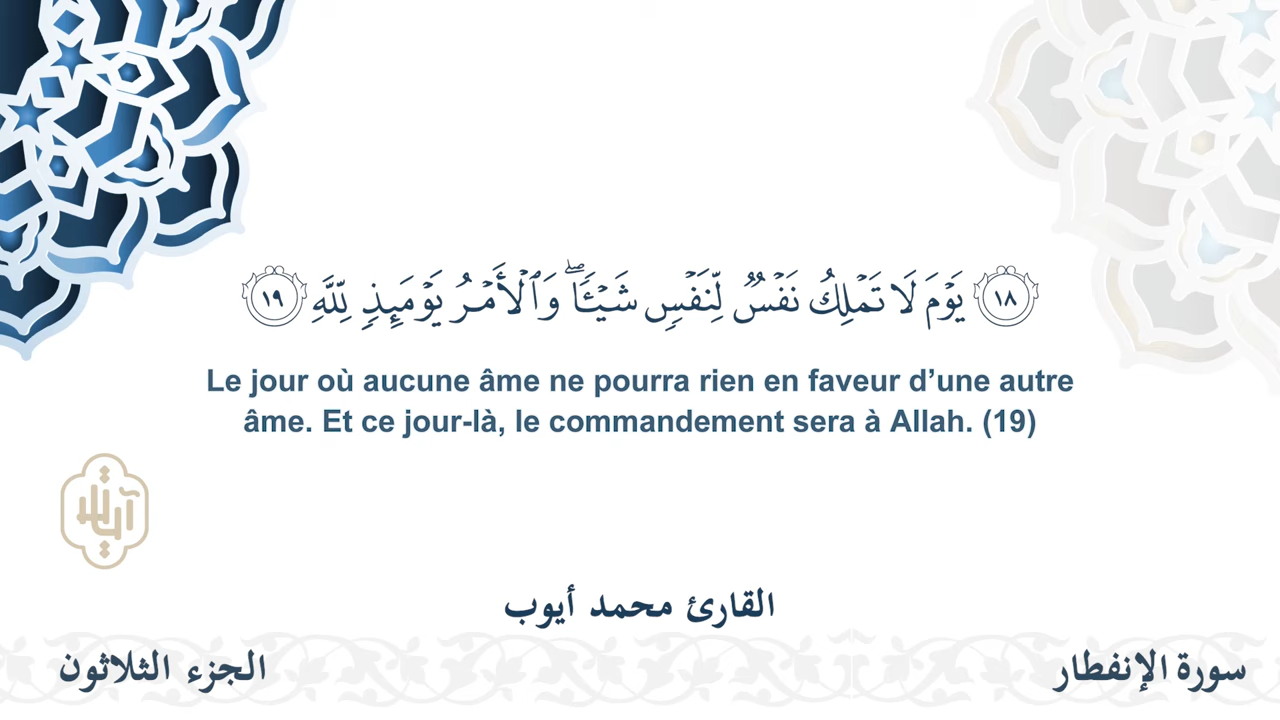 ١٨ يَوْمَ لَا تَمْلِكُ نَفْسٌ لِّنَفْسٍ شَيْـًٔا ۖ وَٱلْأَمْرُ يَوْمَئِذٍ لِّلَّهِ ١٩
Le jour où aucune âme ne pourra rien en faveur d’une autre
âme. Et ce jour-là, le commandement sera à Allah. (19)
آيات
القارئ محمد أيوب
سورة الإنفطار
الجزء الثلاثون